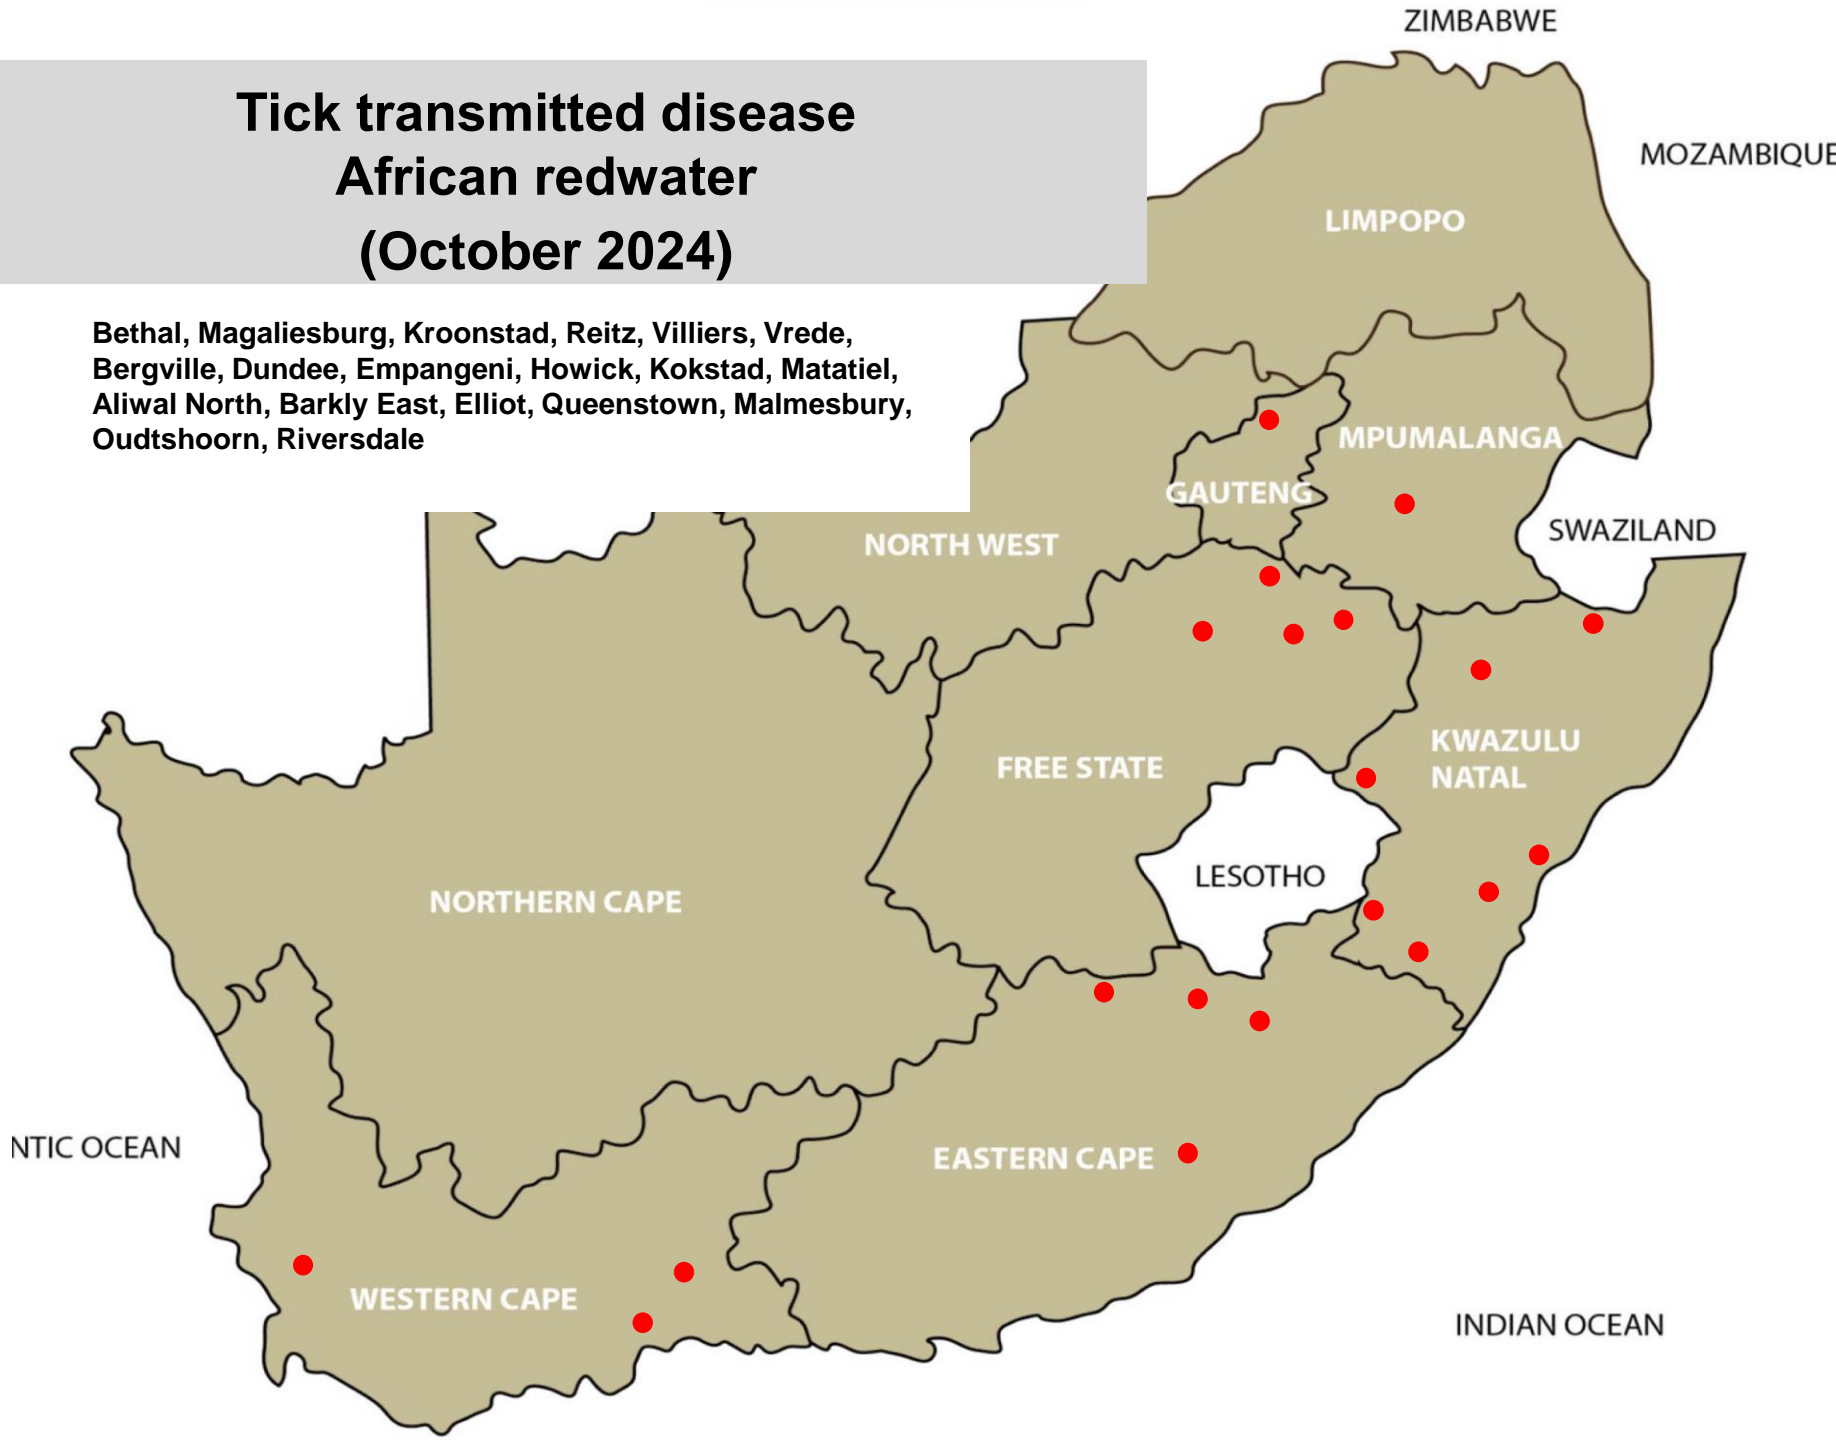 ZIMBABWE
Tick transmitted disease
African redwater
(October 2024)
MOZAMBIQUE
LIMPOPO
Bethal, Magaliesburg, Kroonstad, Reitz, Villiers, Vrede,
Bergville, Dundee, Empangeni, Howick, Kokstad, Matatiel,
Aliwal North, Barkly East, Elliot, Queenstown, Malmesbury,
Oudtshoorn, Riversdale
MPUMALANGA
GAUTENG
SWAZILAND
NORTH WEST
KWAZULU
NATAL
FREE STATE
LESOTHO
NORTHERN CAPE
NTIC OCEAN
EASTERN CAPE
WESTERN CAPE
INDIAN OCEAN